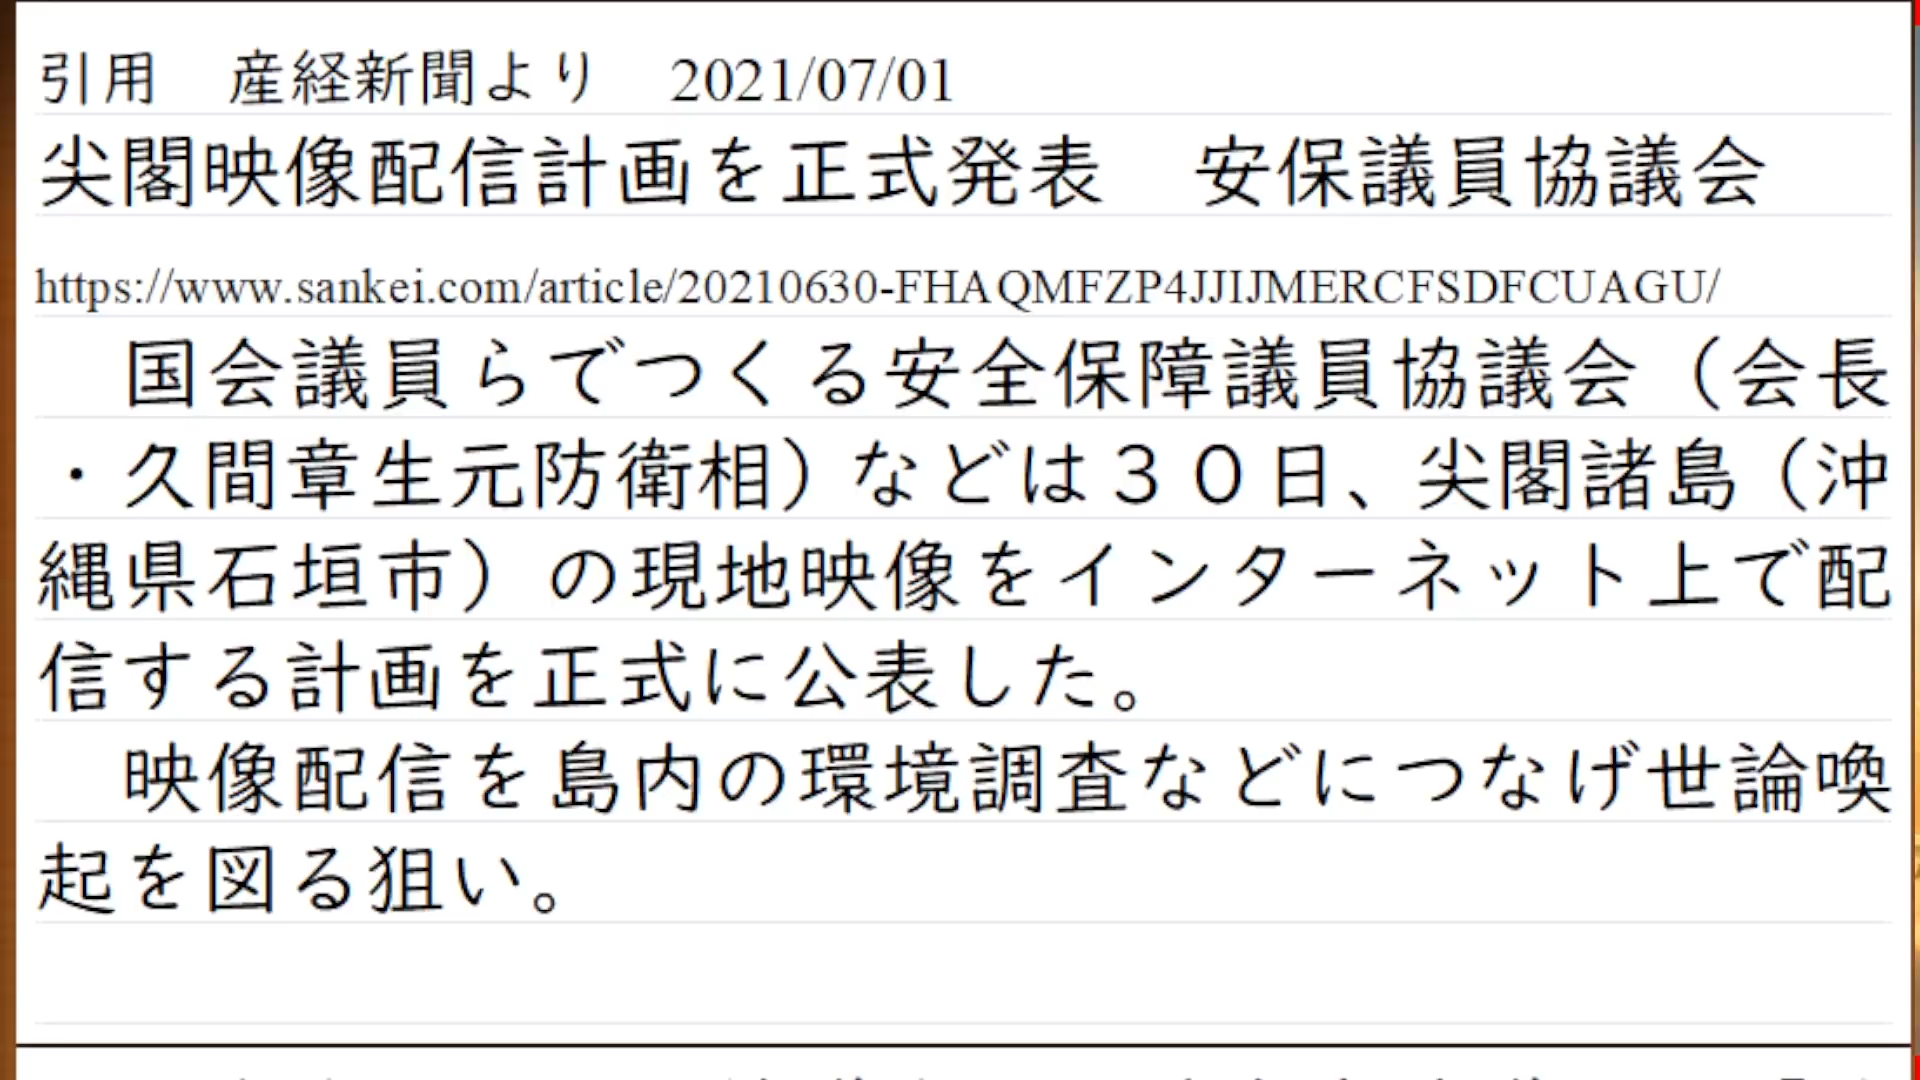 引用　産経新聞より　2021/07/01
尖閣映像配信計画を正式発表　安保議員協議会
https://www.sankei.com/article/20210630-FHAQMFZP4JJIJMERCFSDFCUAGU/
　国会議員らでつくる安全保障議員協議会（会長
・久間章生元防衛相）などは３０日、尖閣諸島（沖
縄県石垣市）の現地映像をインターネット上で配
信する計画を正式に公表した。
　映像配信を島内の環境調査などにつなげ世論喚
起を図る狙い。